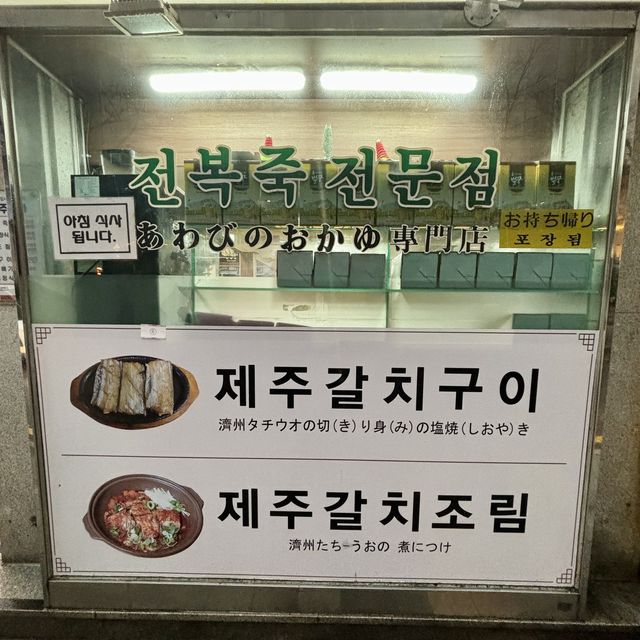 전복죽 전문점
아침 식사
됩니다.
あわびのおかゆ 専門店
お持ち帰り
포장됨
제주갈치구이
濟州タチウオの切(き)り身(み)の塩焼(しおや)き
제주갈치조림
濟州たち-うおの 煮につけ